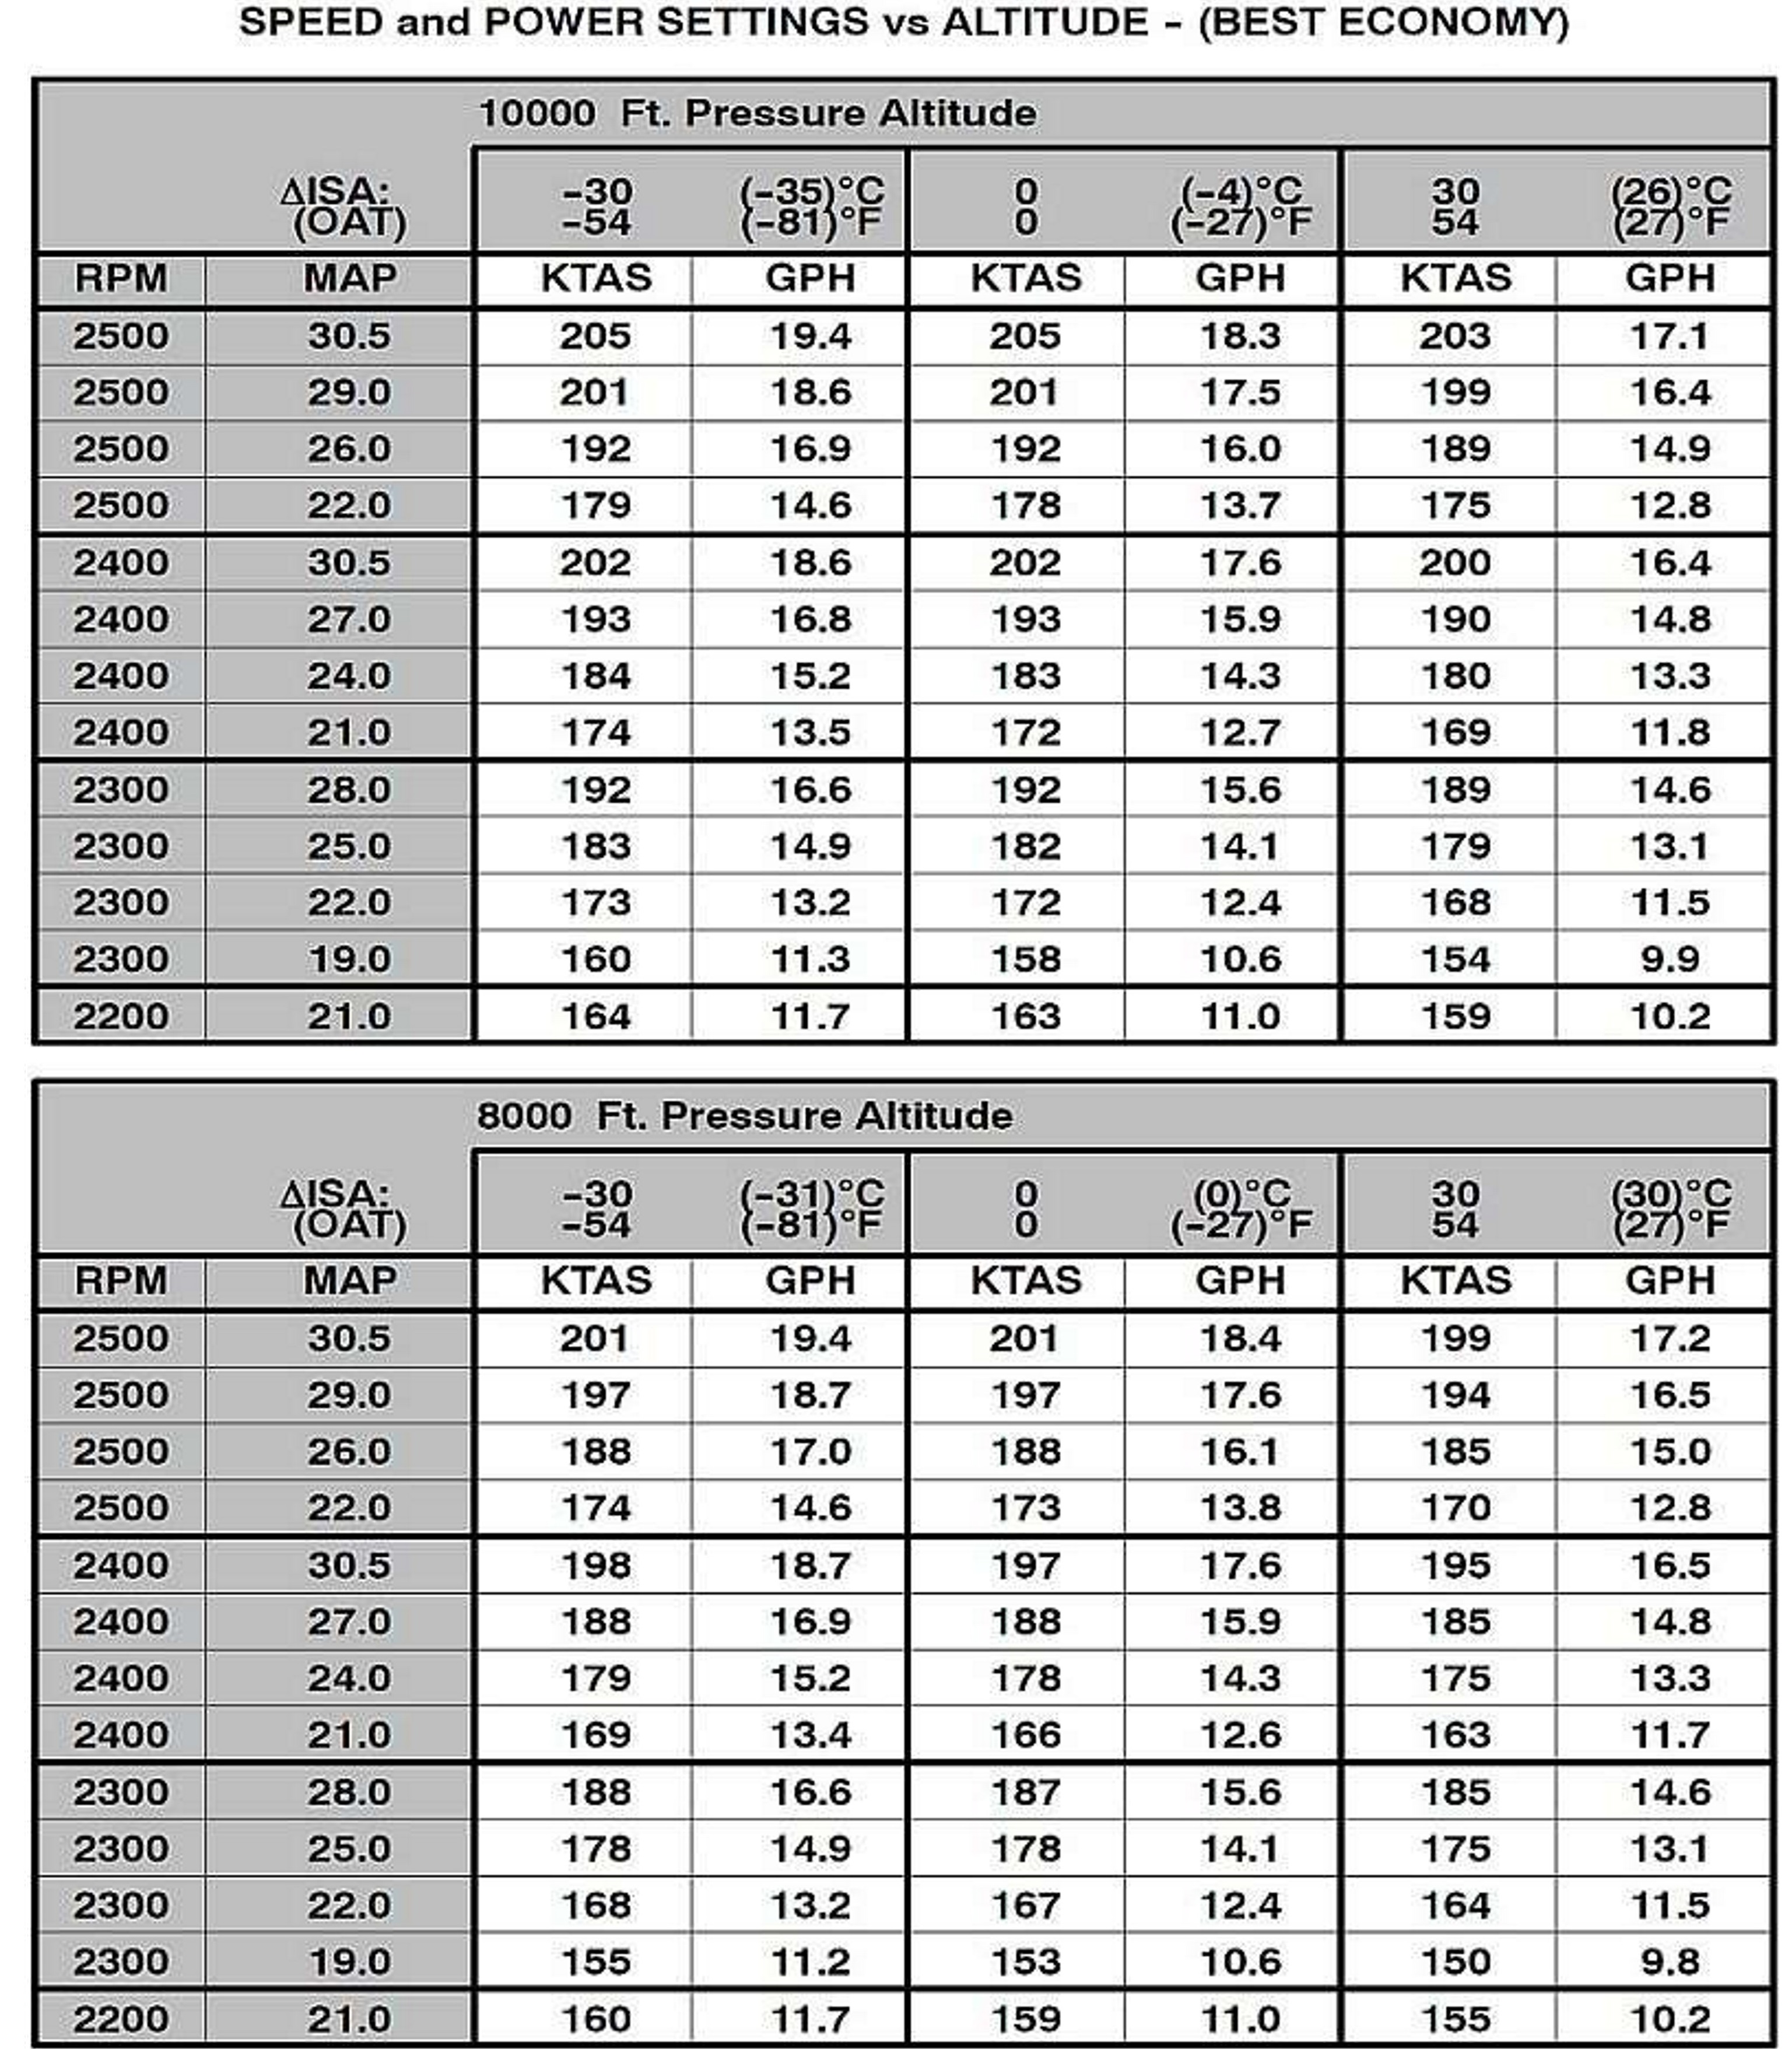 SPEED and POWER SETTINGS vs ALTITUDE - (BEST ECONOMY)
10000 Ft. Pressure Altitude
ΔISA: -30 (-35)°C 0 (-4)°C 30 (26)°C
(OAT) -54 (-81)°F 0 (-27)°F 54 (27)°F
RPM MAP KTAS GPH KTAS GPH KTAS GPH
2500 30.5 205 19.4 205 18.3 203 17.1
2500 29.0 201 18.6 201 17.5 199 16.4
2500 26.0 192 16.9 192 16.0 189 14.9
2500 22.0 179 14.6 178 13.7 175 12.8
2400 30.5 202 18.6 202 17.6 200 16.4
2400 27.0 193 16.8 193 15.9 190 14.8
2400 24.0 184 15.2 183 14.3 180 13.3
2400 21.0 174 13.5 172 12.7 169 11.8
2300 28.0 192 16.6 192 15.6 189 14.6
2300 25.0 183 14.9 182 14.1 179 13.1
2300 22.0 173 13.2 172 12.4 168 11.5
2300 19.0 160 11.3 158 10.6 154 9.9
2200 21.0 164 11.7 163 11.0 159 10.2
8000 Ft. Pressure Altitude
ΔISA: -30 (-31)°C 0 (0)°C 30 (30)°C
(OAT) -54 (-81)°F 0 (-27)°F 54 (27)°F
RPM MAP KTAS GPH KTAS GPH KTAS GPH
2500 30.5 201 19.4 201 18.4 199 17.2
2500 29.0 197 18.7 197 17.6 194 16.5
2500 26.0 188 17.0 188 16.1 185 15.0
2500 22.0 174 14.6 173 13.8 170 12.8
2400 30.5 198 18.7 197 17.6 195 16.5
2400 27.0 188 16.9 188 15.9 185 14.8
2400 24.0 179 15.2 178 14.3 175 13.3
2400 21.0 169 13.4 166 12.6 163 11.7
2300 28.0 188 16.6 187 15.6 185 14.6
2300 25.0 178 14.9 178 14.1 175 13.1
2300 22.0 168 13.2 167 12.4 164 11.5
2300 19.0 155 11.2 153 10.6 150 9.8
2200 21.0 160 11.7 159 11.0 155 10.2